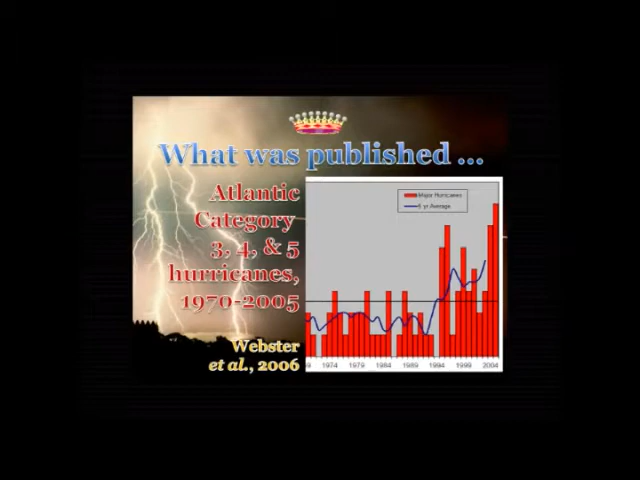 What was published ...
Atlantic
Category
3, 4, & 5
hurricanes,
1970-2005
Webster
et al., 2006
Major Hurricanes
5 yr Average
1974 1979 1984 1989 1994 1999 2004